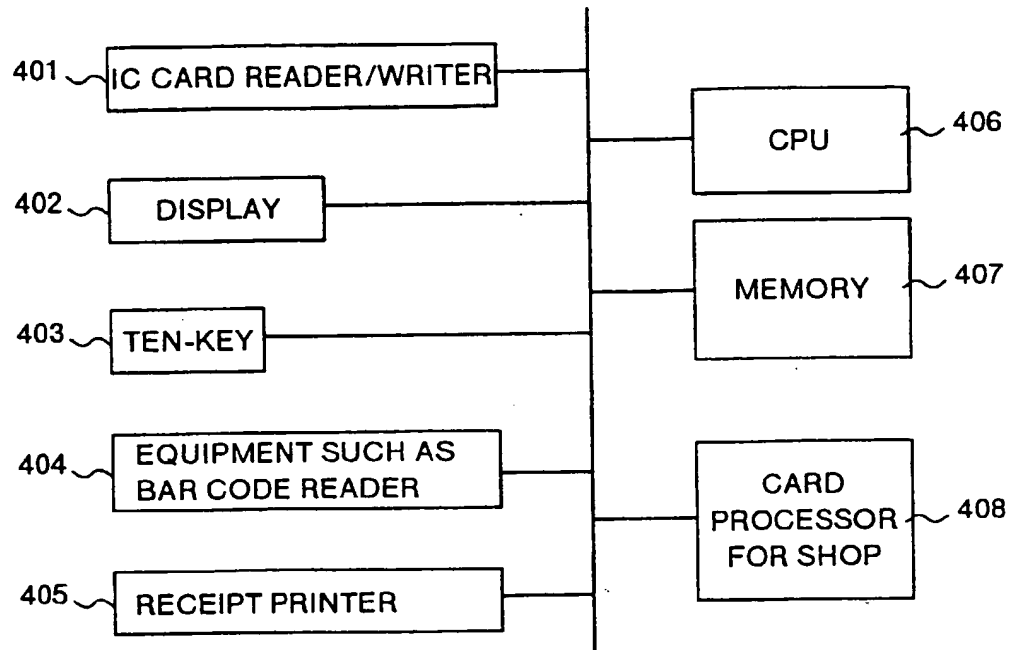 401
IC CARD READER/WRITER
402
DISPLAY
403
TEN-KEY
404
EQUIPMENT SUCH AS
BAR CODE READER
405
RECEIPT PRINTER
CPU
406
MEMORY
407
CARD
PROCESSOR
FOR SHOP
408